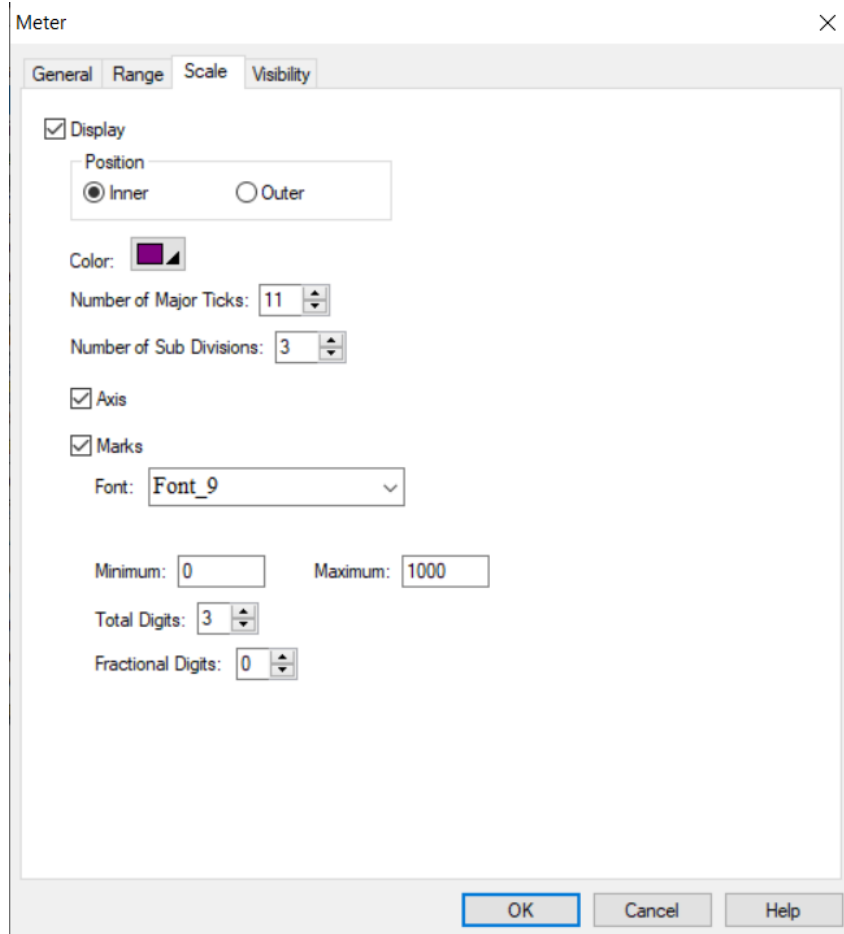 Meter
General Range Scale Visibility
Display
Position
Inner Outer
Color:
Number of Major Ticks: 11
Number of Sub Divisions: 3
Axis
Marks
Font: Font_9
Minimum: 0 Maximum: 1000
Total Digits: 3
Fractional Digits: 0
OK Cancel Help